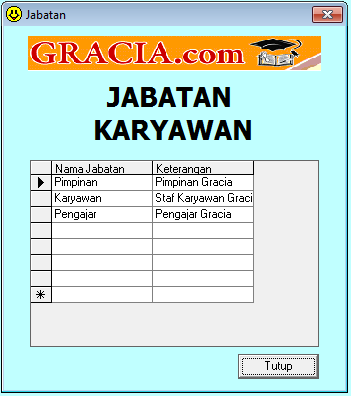 Jabatan
GRACIA.com
JABATAN
KARYAWAN
Nama Jabatan Keterangan
Pimpinan Pimpinan Gracia
Karyawan Staf Karyawan Graci
Pengajar Pengajar Gracia
Tutup